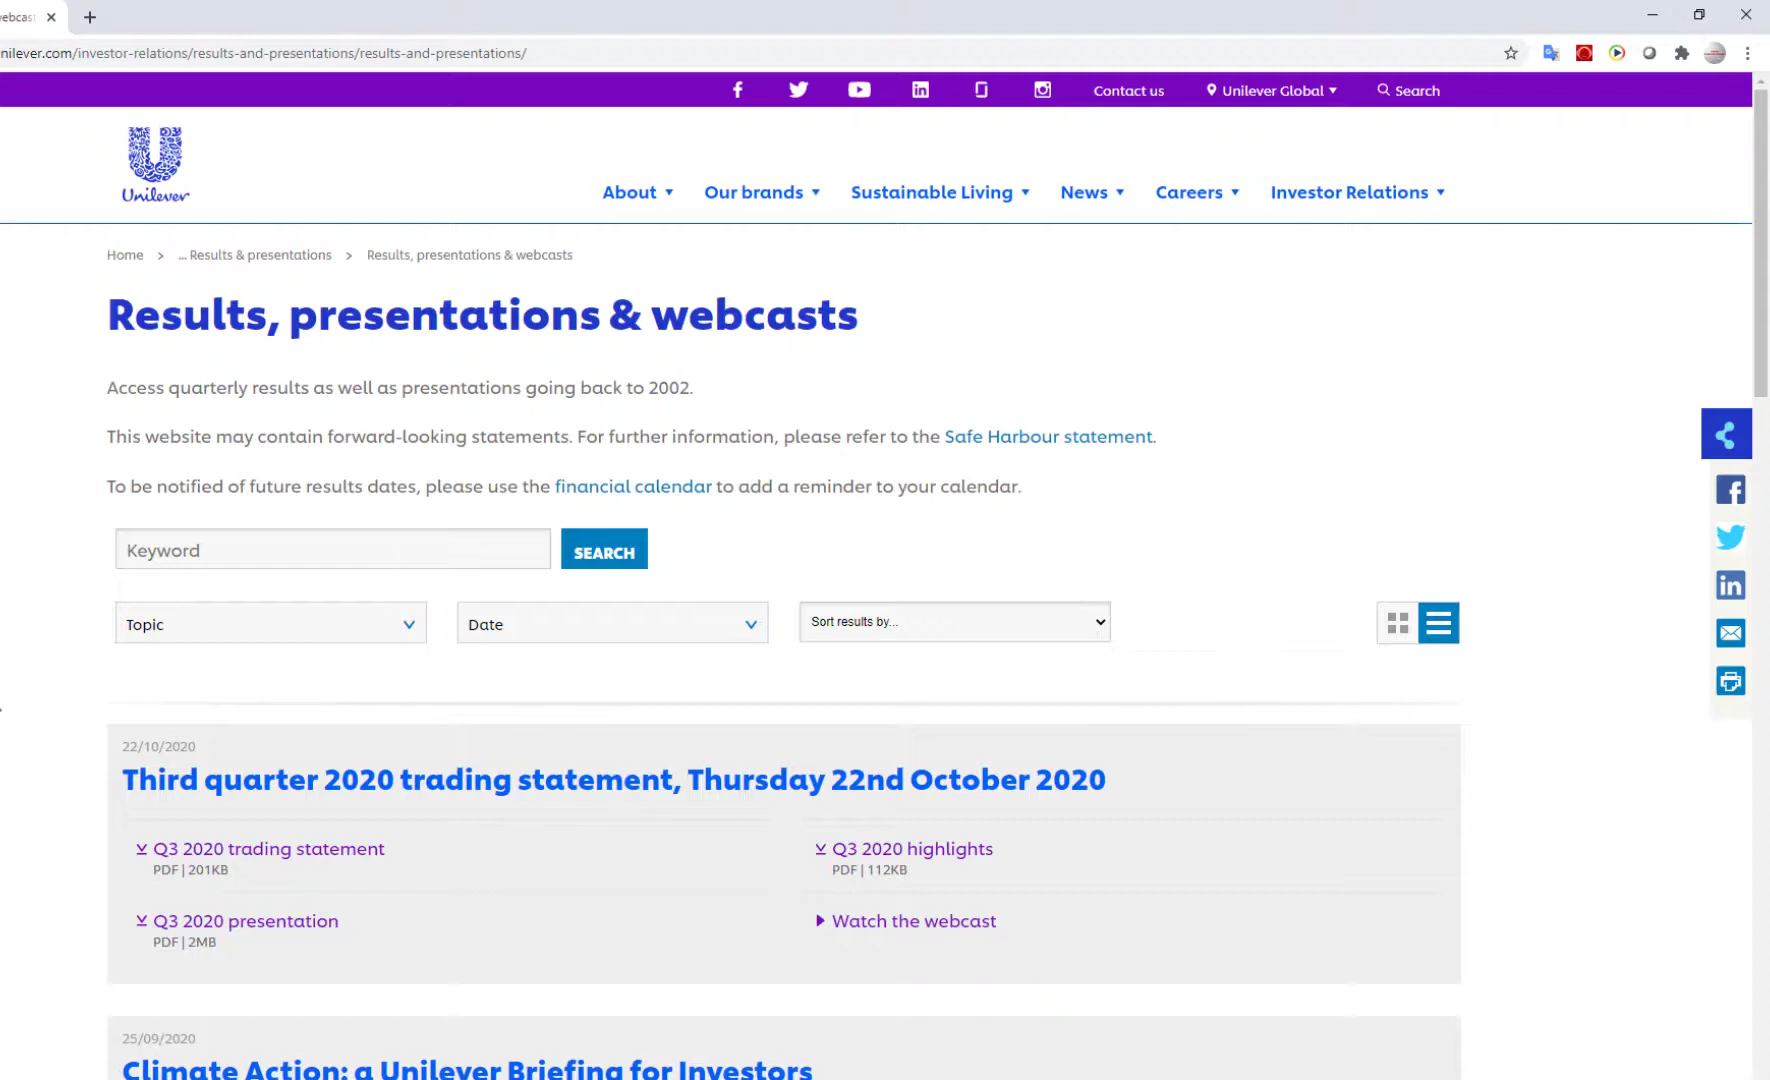 nilever.com/investor-relations/results-and-presentations/results-and-presentations/
Contact us
Unilever Global
Search
Unilever
About
Our brands
Sustainable Living
News
Careers
Investor Relations
Home > ... Results & presentations > Results, presentations & webcasts
Results, presentations & webcasts
Access quarterly results as well as presentations going back to 2002.
This website may contain forward-looking statements. For further information, please refer to the Safe Harbour statement.
To be notified of future results dates, please use the financial calendar to add a reminder to your calendar.
Keyword
SEARCH
Topic
Date
Sort results by...
22/10/2020
Third quarter 2020 trading statement, Thursday 22nd October 2020
Q3 2020 trading statement
PDF | 201KB
Q3 2020 highlights
PDF | 112KB
Q3 2020 presentation
PDF | 2MB
Watch the webcast
25/09/2020
Climate Action: a Unilever Briefing for Investors